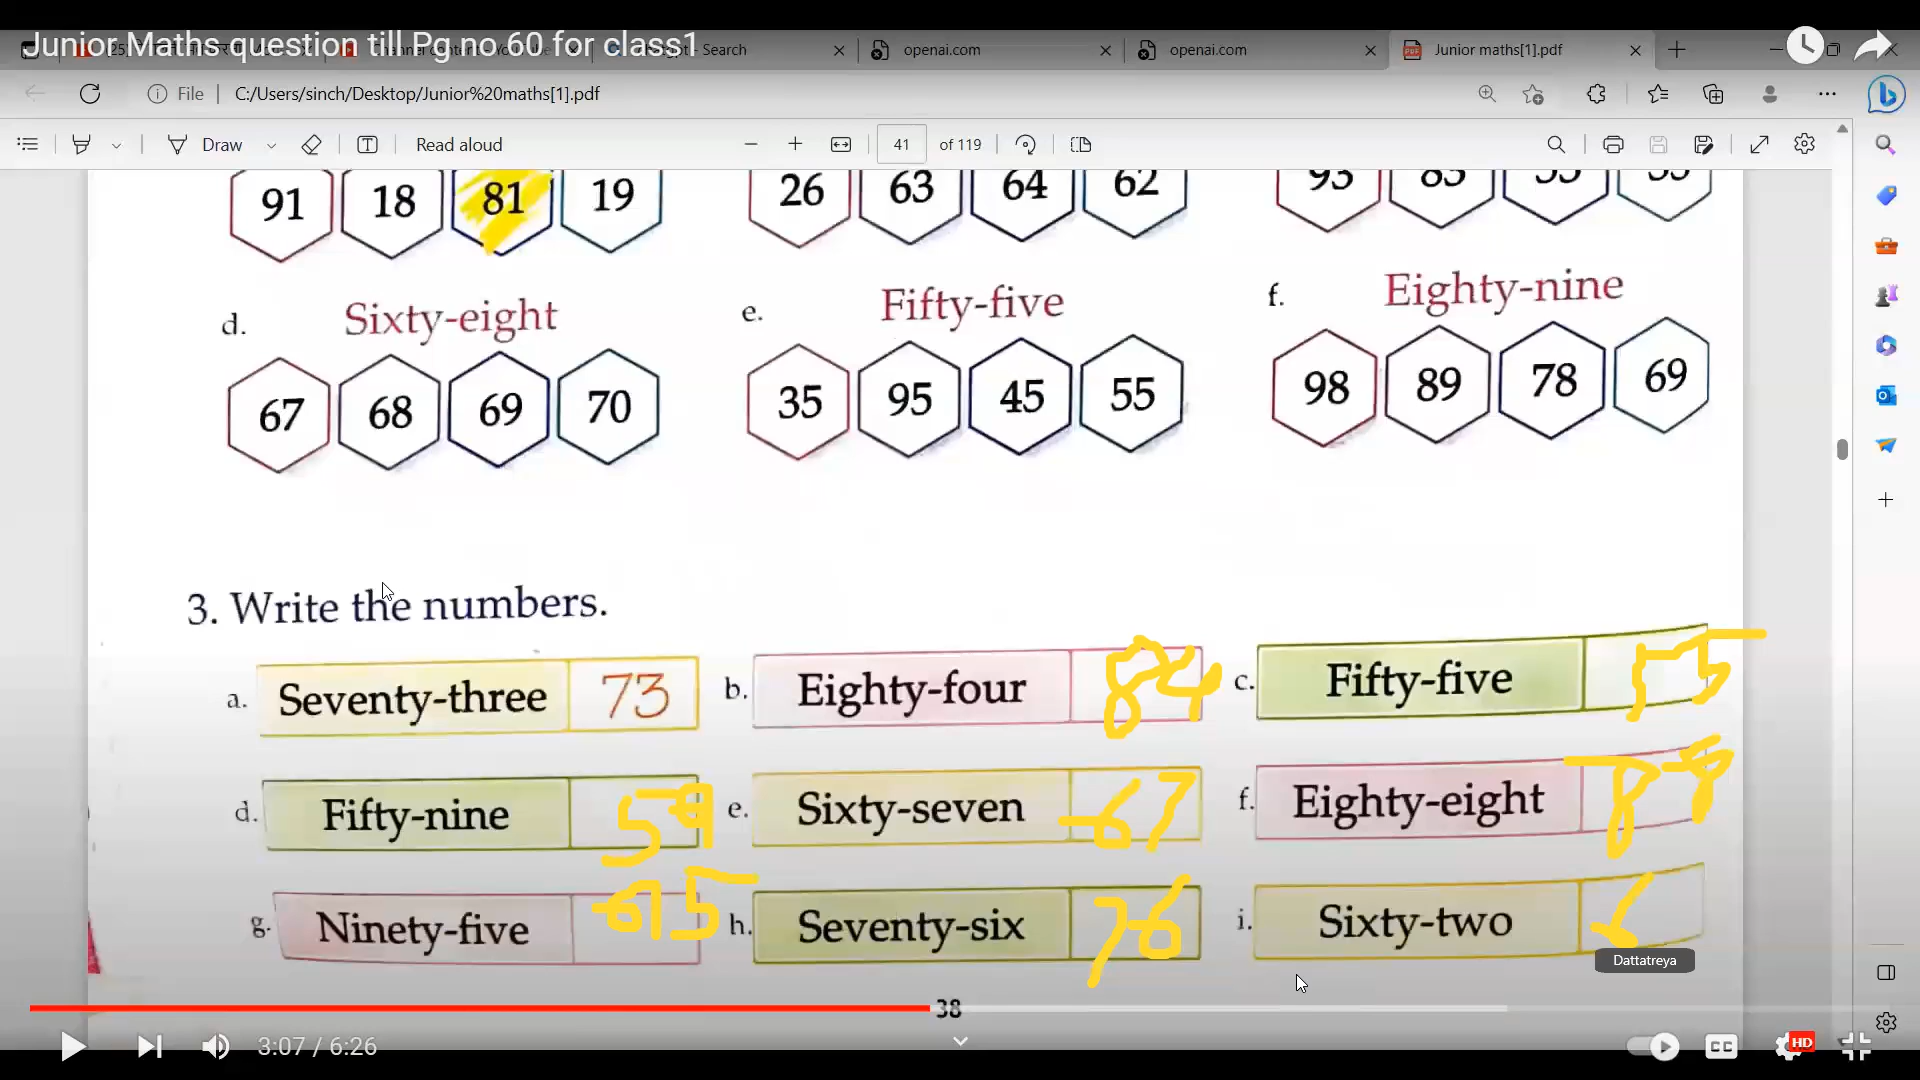 Junior Maths question till Pg no 60 for class1
Search
openai.com
openai.com
Junior maths[1].pdf
File
C:/Users/sinch/Desktop/Junior%20maths[1].pdf
Draw
Read aloud
41 of 119
91 18 81 19
26 63 64 62
d. Sixty-eight
67 68 69 70
e. Fifty-five
35 95 45 55
f. Eighty-nine
98 89 78 69
3. Write the numbers.
a. Seventy-three 73
b. Eighty-four 84
c. Fifty-five 55
d. Fifty-nine 59
e. Sixty-seven 67
f. Eighty-eight 88
g. Ninety-five 95
h. Seventy-six 76
i. Sixty-two 6
Dattatreya
38
3:07 / 6:26
CC
HD